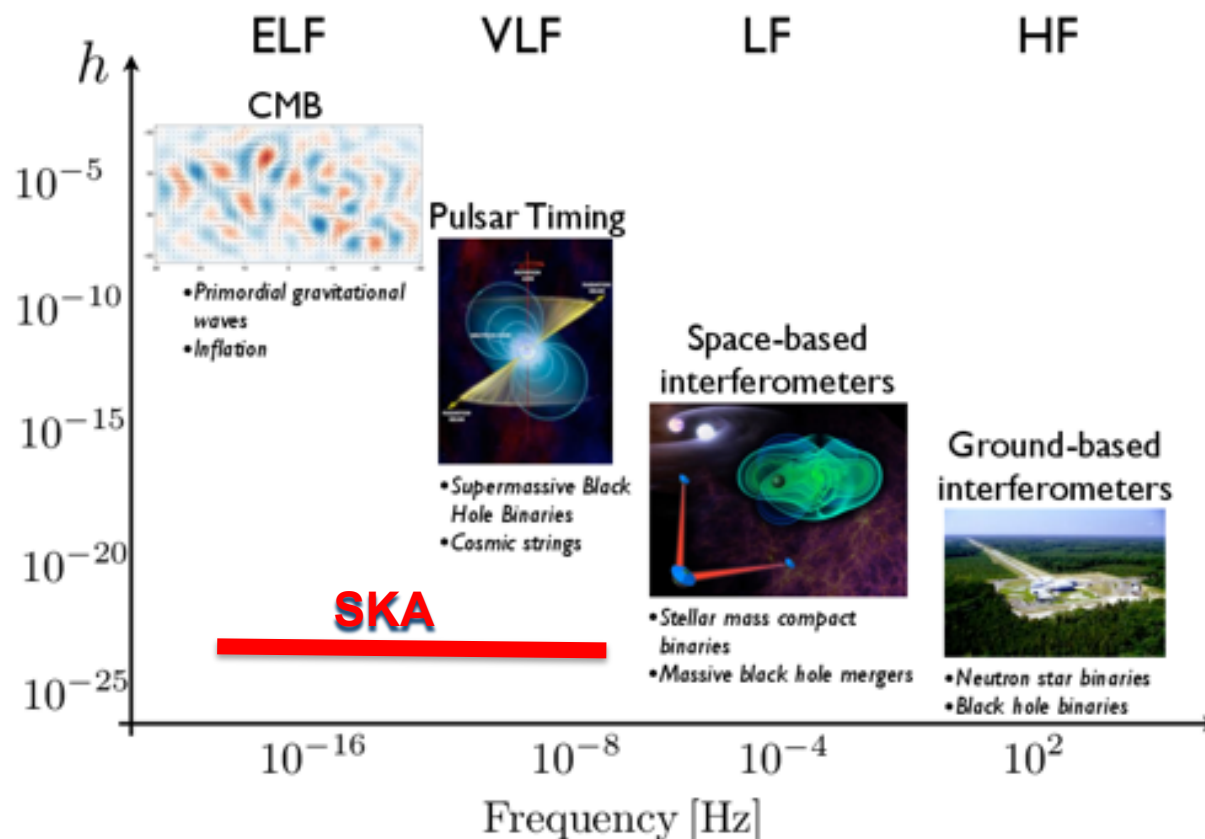 ELF VLF LF HF
h
CMB
10^{-5}
Pulsar Timing
10^{-10}
•Primordial gravitational
waves
•Inflation
Space-based
interferometers
10^{-15}
Ground-based
interferometers
•Supermassive Black
Hole Binaries
•Cosmic strings
10^{-20}
SKA
•Stellar mass compact
binaries
•Massive black hole mergers
10^{-25}
•Neutron star binaries
•Black hole binaries
10^{-16} 10^{-8} 10^{-4} 10^{2}
Frequency [Hz]